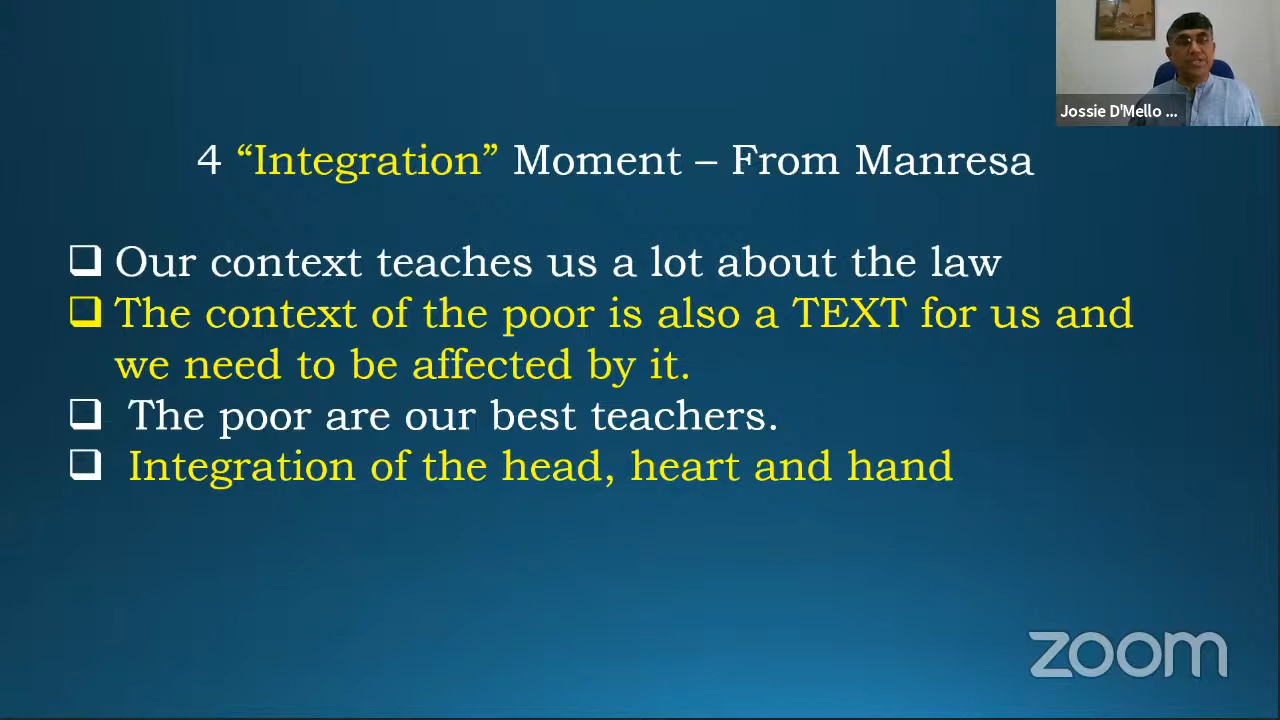 Jossie D'Mello ...
4 “Integration” Moment – From Manresa
Our context teaches us a lot about the law
The context of the poor is also a TEXT for us and
we need to be affected by it.
The poor are our best teachers.
Integration of the head, heart and hand
zoom